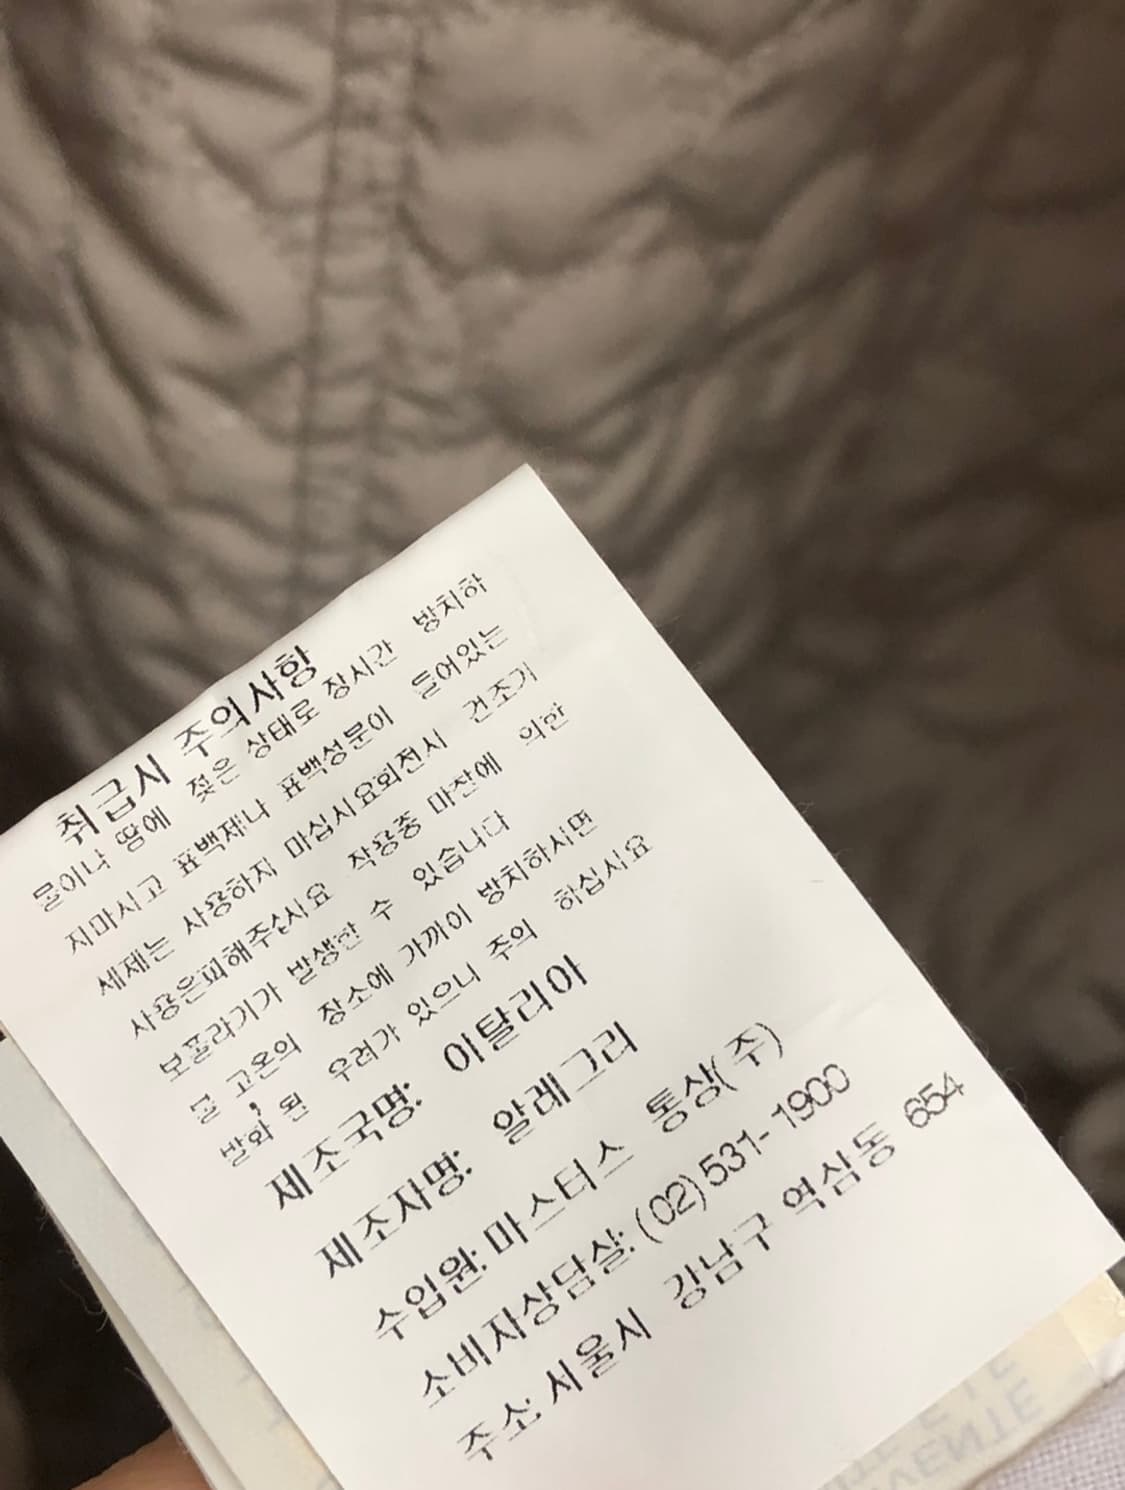 취급시 주의사항
물이나 땀에 젖은 상태로 장시간 방치하
지마시고 표백제나 표백성분이 들어있는
세제는 사용하지 마십시요회전시 건조기
사용은피해주십시요 착용중 마찰에 의한
보풀라기가 발생한 수 있습니다
물 고온의 장소에 가까이 방치하시면
발화, 된 우려가 있으니 주의 하십시요
제조국명: 이탈리아
제조자명: 알레그리
수입원: 마스터스 통상(주)
소비자상담실: (02)531-1900
주소: 서울시 강남구 역삼동 654